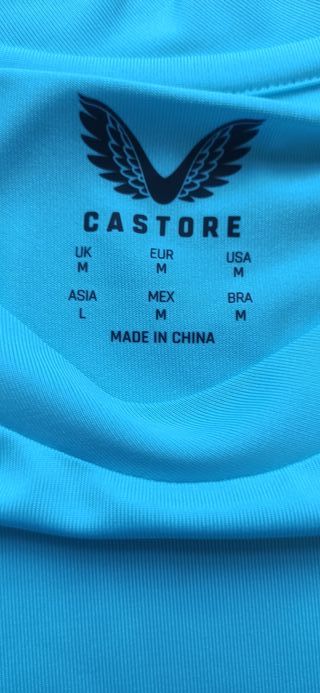 CASTORE
UK EUR USA
M M M
ASIA MEX BRA
L M M
MADE IN CHINA